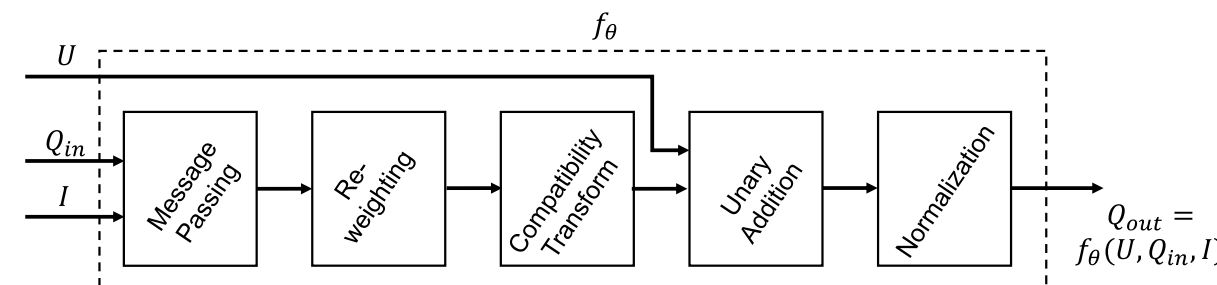 f_θ
U
Q_in
I
Message
Passing
Re-
weighting
Compatibility
Transform
Unary
Addition
Normalization
Q_out =
f_θ(U, Q_in, I)